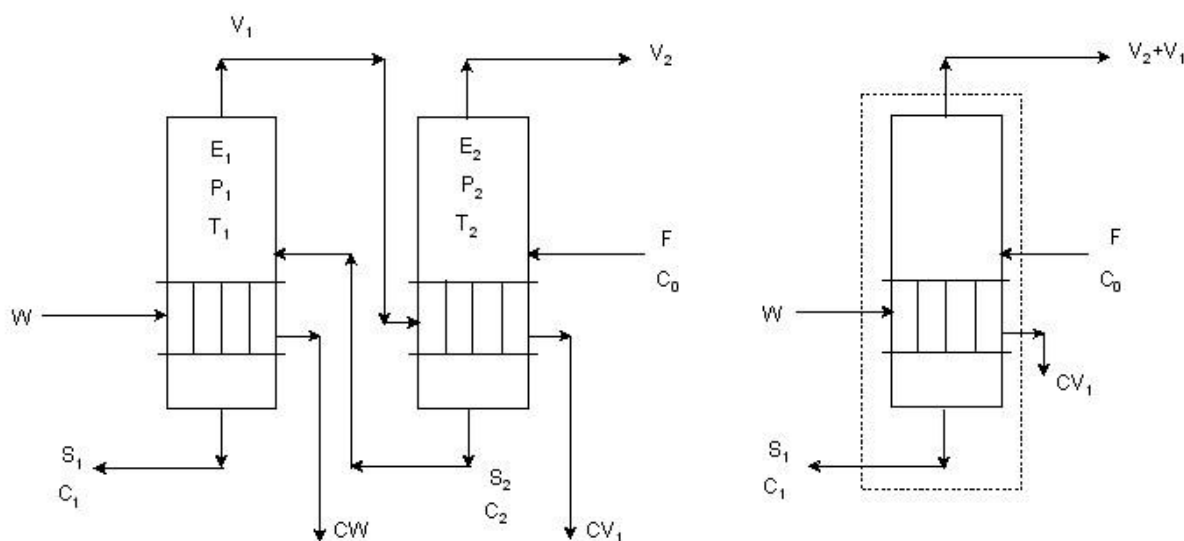 V₁
V₂
E₁
P₁
T₁
E₂
P₂
T₂
F
C₀
W
S₁
C₁
CW
S₂
C₂
CV₁
V₂+V₁
F
C₀
W
CV₁
S₁
C₁